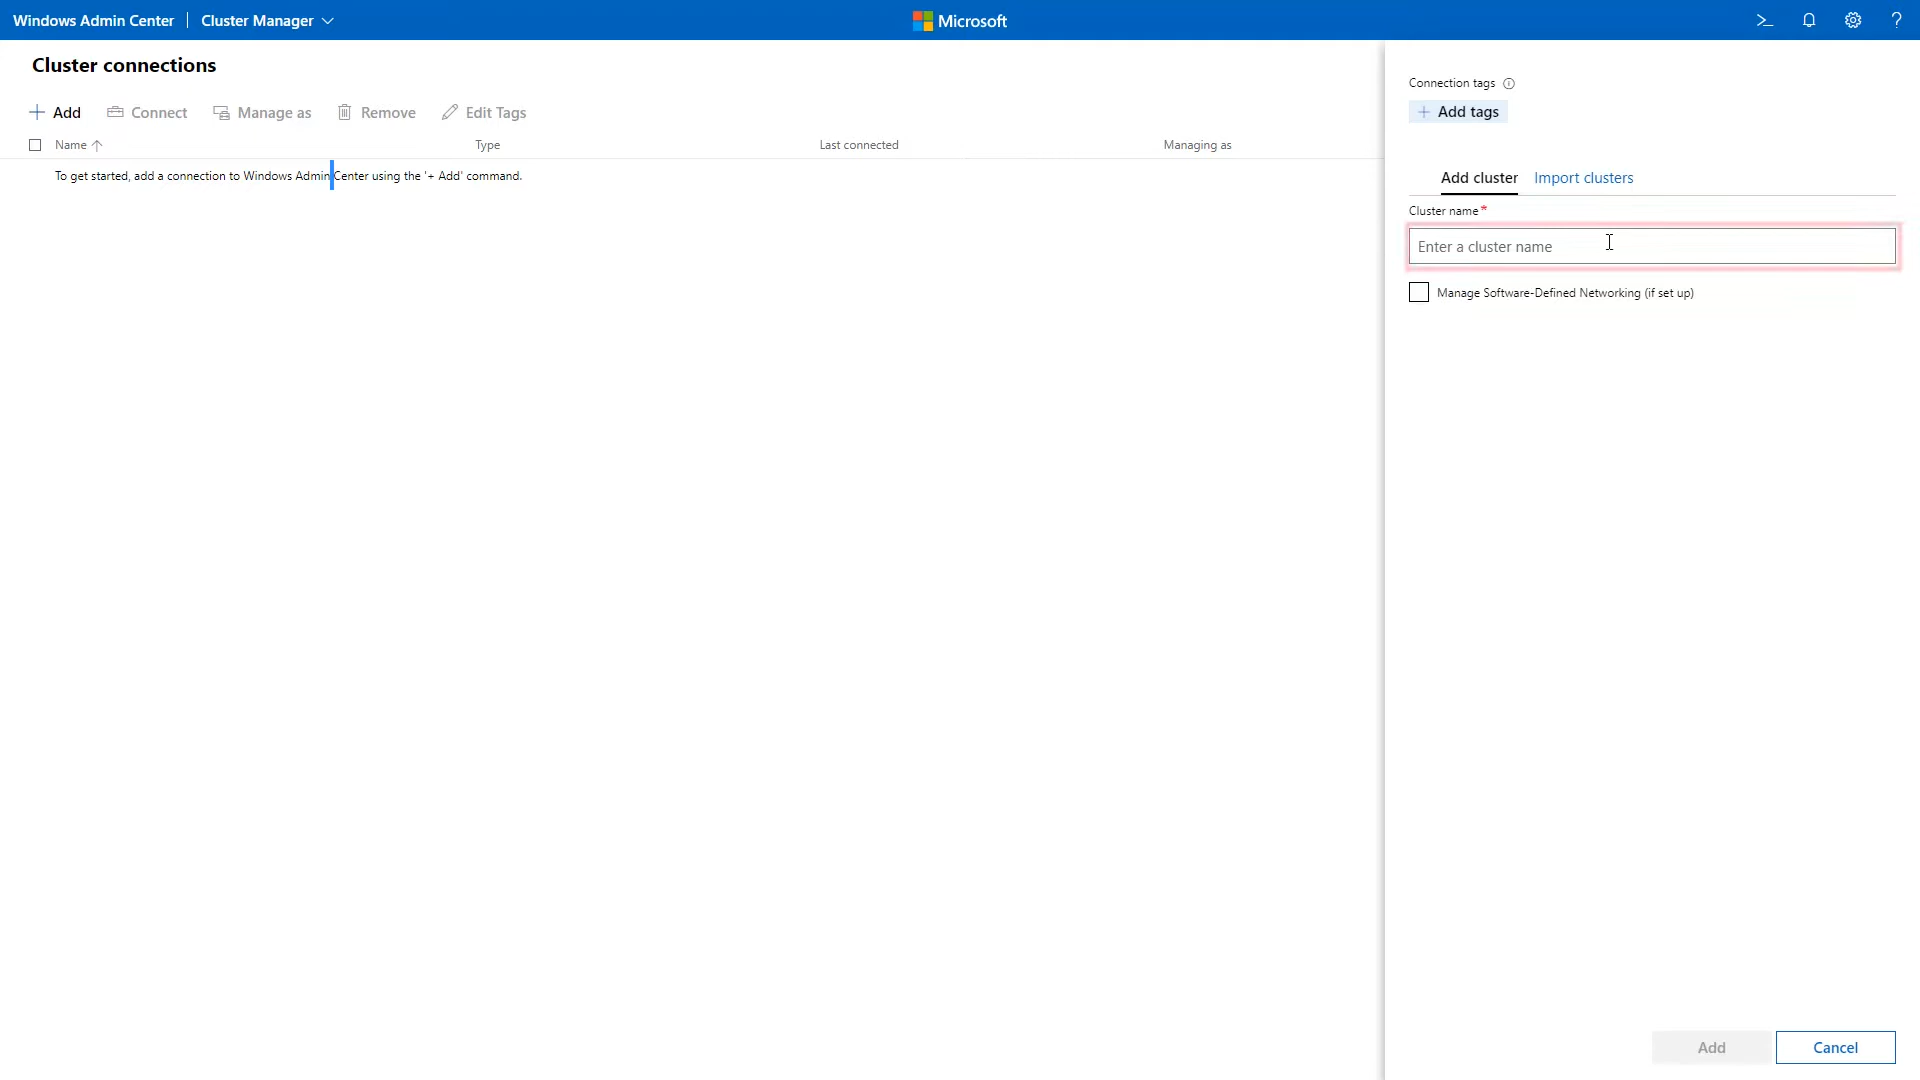 Windows Admin Center | Cluster Manager
Microsoft
?
Cluster connections
Add Connect Manage as Remove Edit Tags
Name Type Last connected Managing as
To get started, add a connection to Windows Admin Center using the '+ Add' command.
Connection tags
+ Add tags
Add cluster Import clusters
Cluster name*
Enter a cluster name
Manage Software-Defined Networking (if set up)
Add Cancel